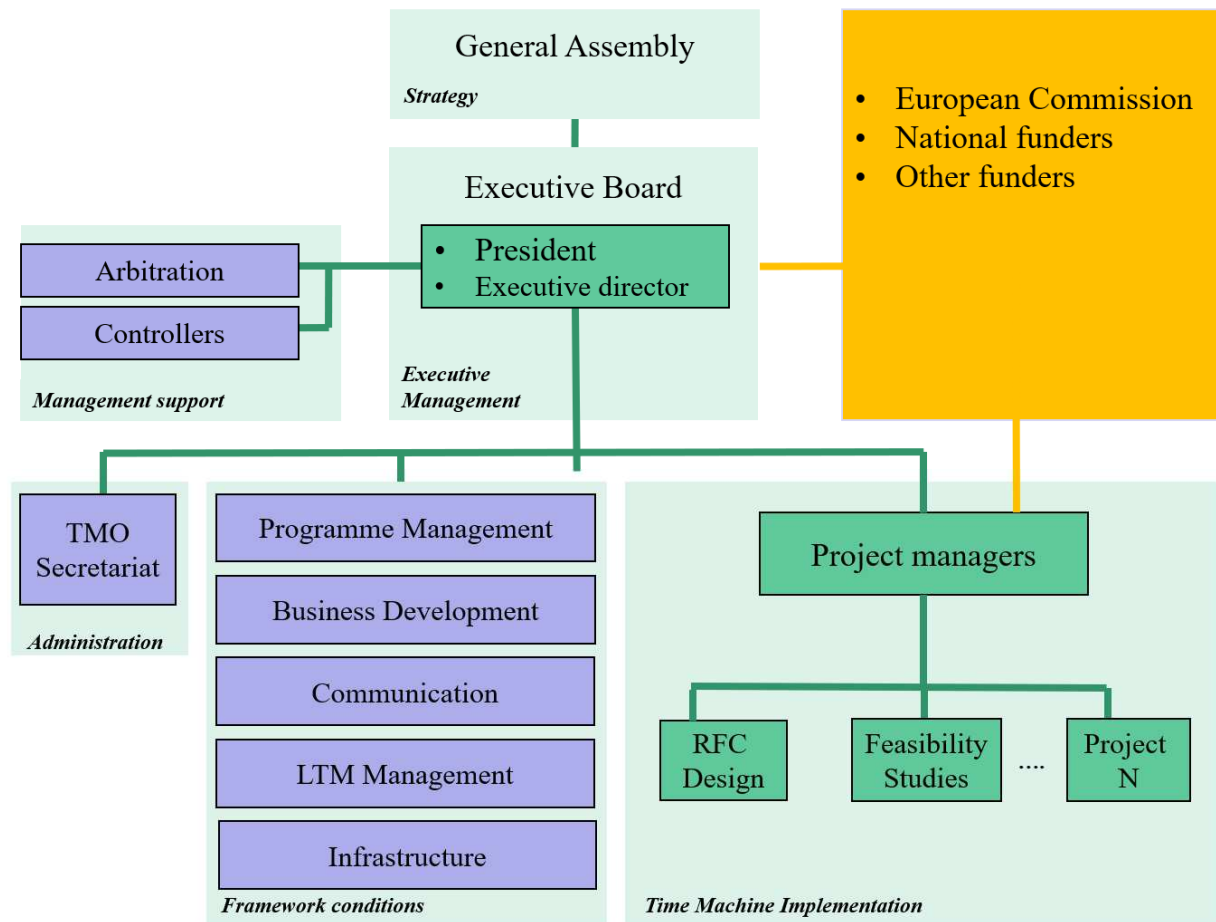 General Assembly
Strategy
• European Commission
• National funders
• Other funders
Executive Board
• President
• Executive director
Executive
Management
Arbitration
Controllers
Management support
TMO
Secretariat
Administration
Programme Management
Business Development
Communication
LTM Management
Infrastructure
Framework conditions
Project managers
RFC
Design
Feasibility
Studies
....
Project
N
Time Machine Implementation